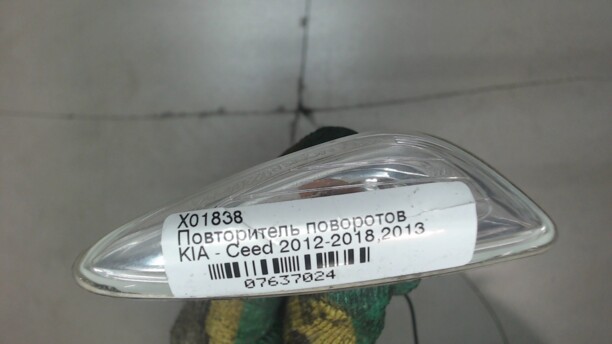 X01838
Повторитель поворотов
KIA - Ceed 2012-2018,2013
07637024